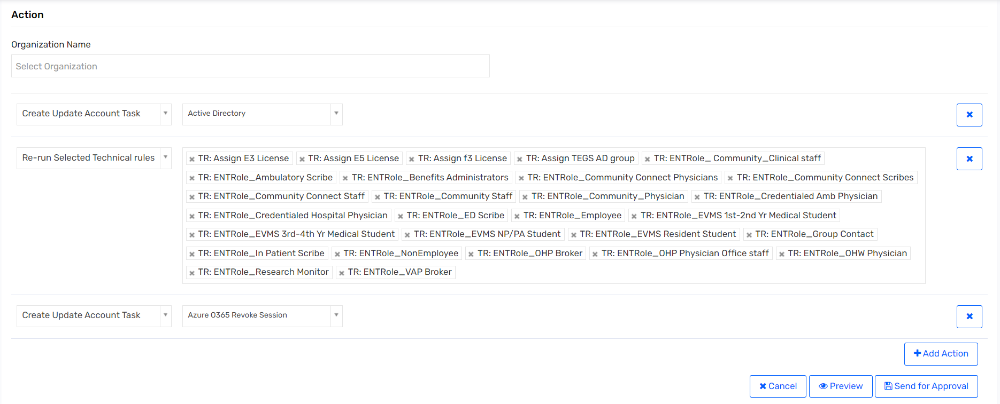 Action
Organization Name
Select Organization
Create Update Account Task Active Directory
Re-run Selected Technical rules TR: Assign E3 License TR: Assign E5 License TR: Assign f3 License TR: Assign TEGS AD group TR: ENTRole_ Community_Clinical staff
TR: ENTRole_Ambulatory Scribe TR: ENTRole_Benefits Administrators TR: ENTRole_Community Connect Physicians TR: ENTRole_Community Connect Scribes
TR: ENTRole_Community Connect Staff TR: ENTRole_Community Staff TR: ENTRole_Community_Physician TR: ENTRole_Credentialed Amb Physician
TR: ENTRole_Credentialed Hospital Physician TR: ENTRole_ED Scribe TR: ENTRole_Employee TR: ENTRole_EVMS 1st-2nd Yr Medical Student
TR: ENTRole_EVMS 3rd-4th Yr Medical Student TR: ENTRole_EVMS NP/PA Student TR: ENTRole_EVMS Resident Student TR: ENTRole_Group Contact
TR: ENTRole_In Patient Scribe TR: ENTRole_NonEmployee TR: ENTRole_OHP Broker TR: ENTRole_OHP Physician Office staff TR: ENTRole_OHW Physician
TR: ENTRole_Research Monitor TR: ENTRole_VAP Broker
Create Update Account Task Azure O365 Revoke Session
Add Action
Cancel Preview Send for Approval